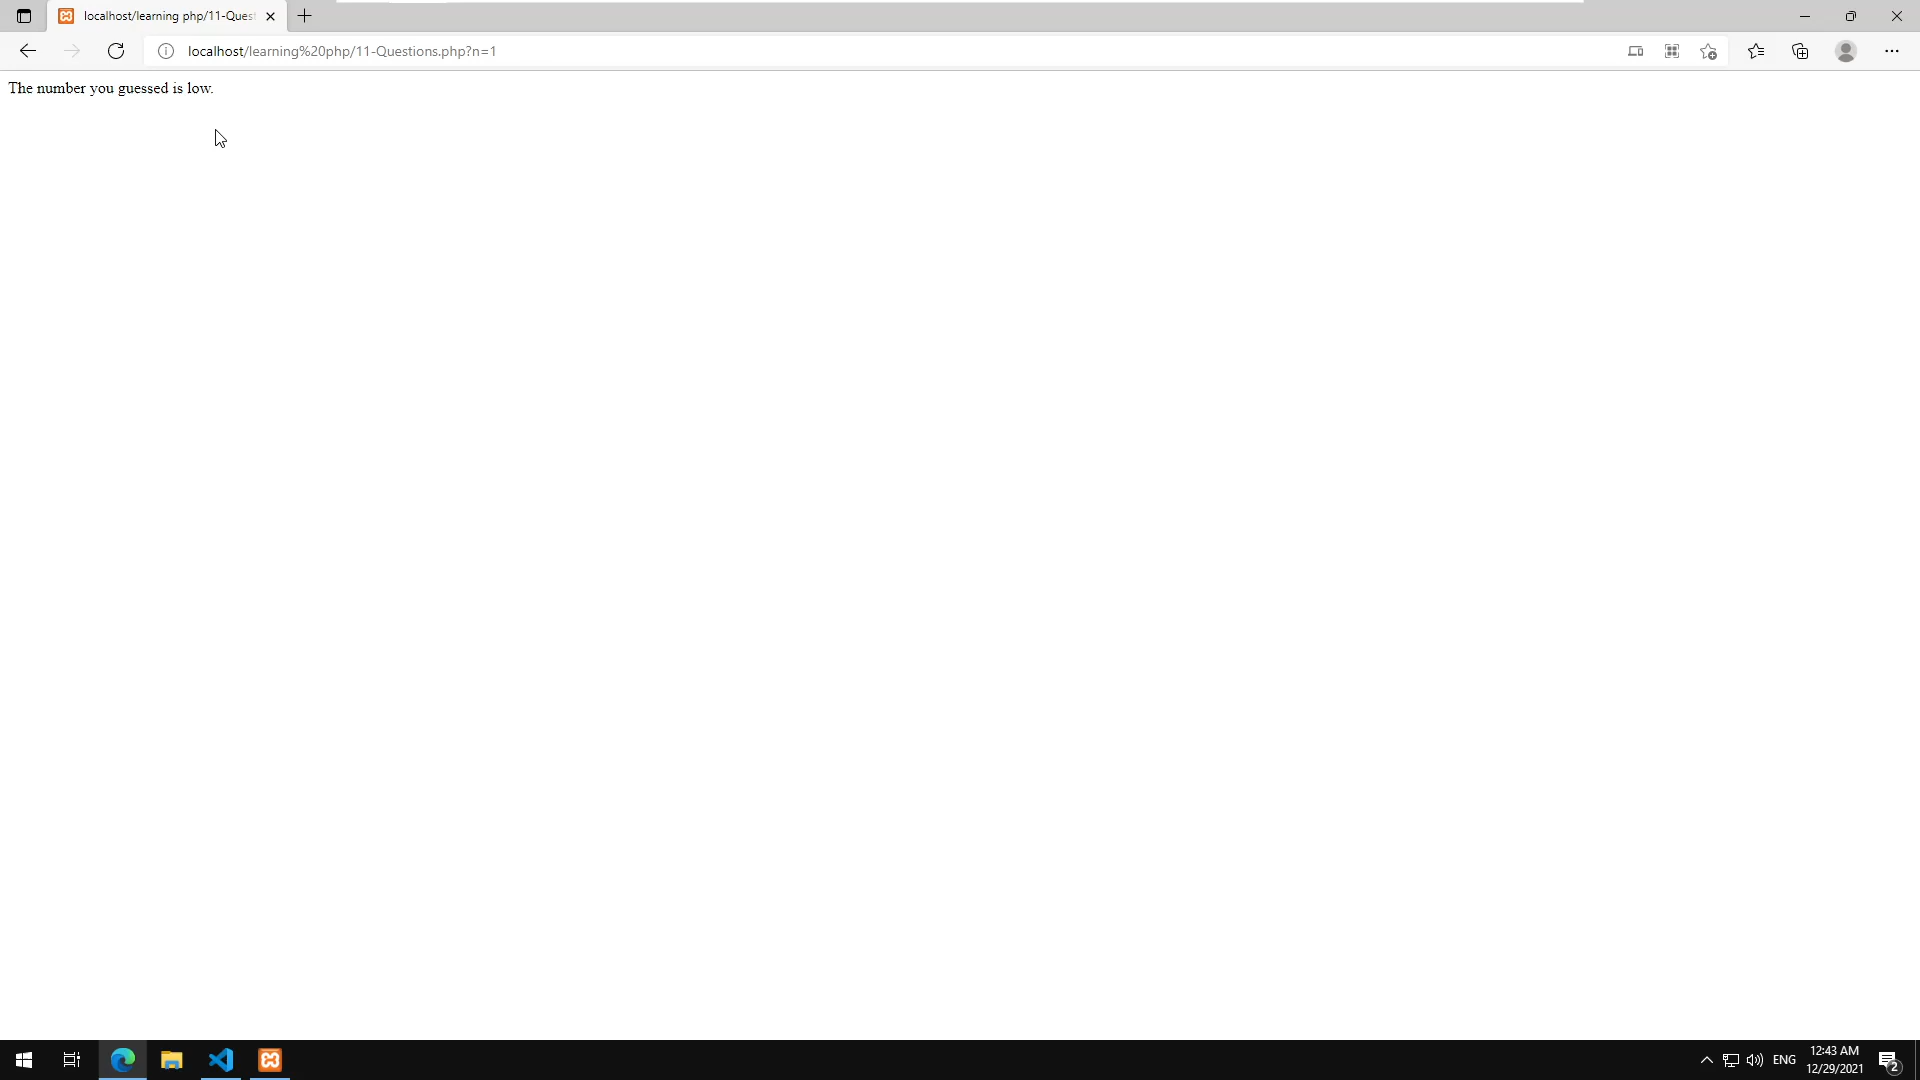 localhost/learning php/11-Quest
localhost/learning%20php/11-Questions.php?n=1
The number you guessed is low.
ENG
12:43 AM
12/29/2021
2